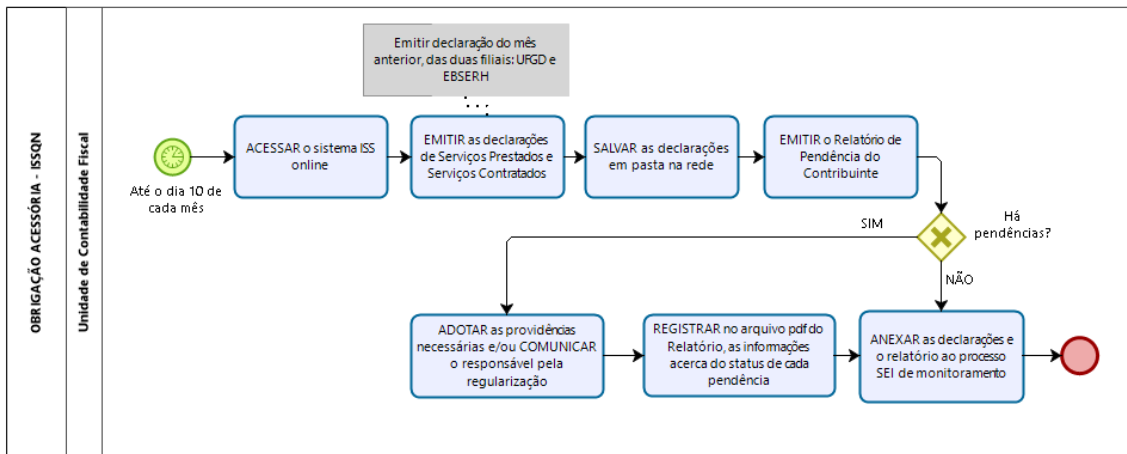 OBRIGAÇÃO ACESSÓRIA - ISSQN
Unidade de Contabilidade Fiscal
Emitir declaração do mês
anterior, das duas filiais: UFGD e
EBSERH
Até o dia 10 de
cada mês
ACESSAR o sistema ISS
online
EMITIR as declarações
de Serviços Prestados e
Serviços Contratados
SALVAR as declarações
em pasta na rede
EMITIR o Relatório de
Pendência do
Contribuinte
Há
pendências?
SIM
NÃO
ADOTAR as providências
necessárias e/ou COMUNICAR
o responsável pela
regularização
REGISTRAR no arquivo pdf do
Relatório, as informações
acerca do status de cada
pendência
ANEXAR as declarações e
o relatório ao processo
SEI de monitoramento